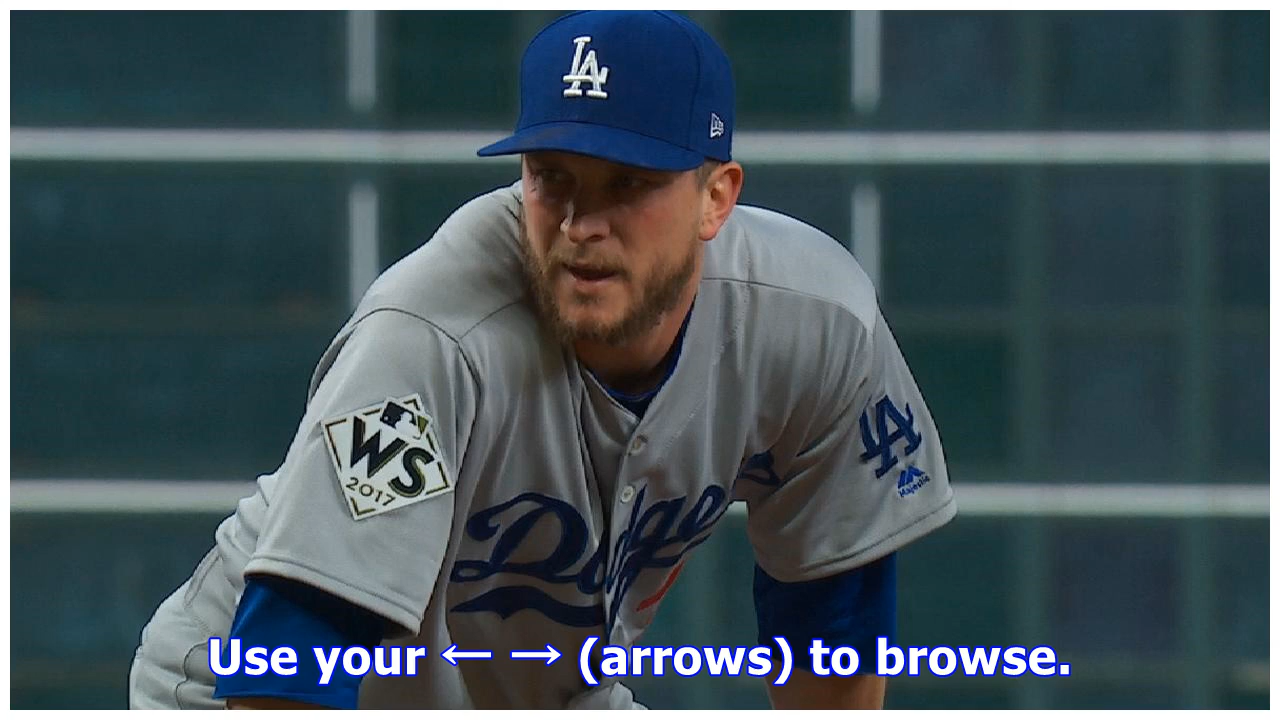 LA
WS
2017
LA
Majestic
Dodgers
Use your ← → (arrows) to browse.